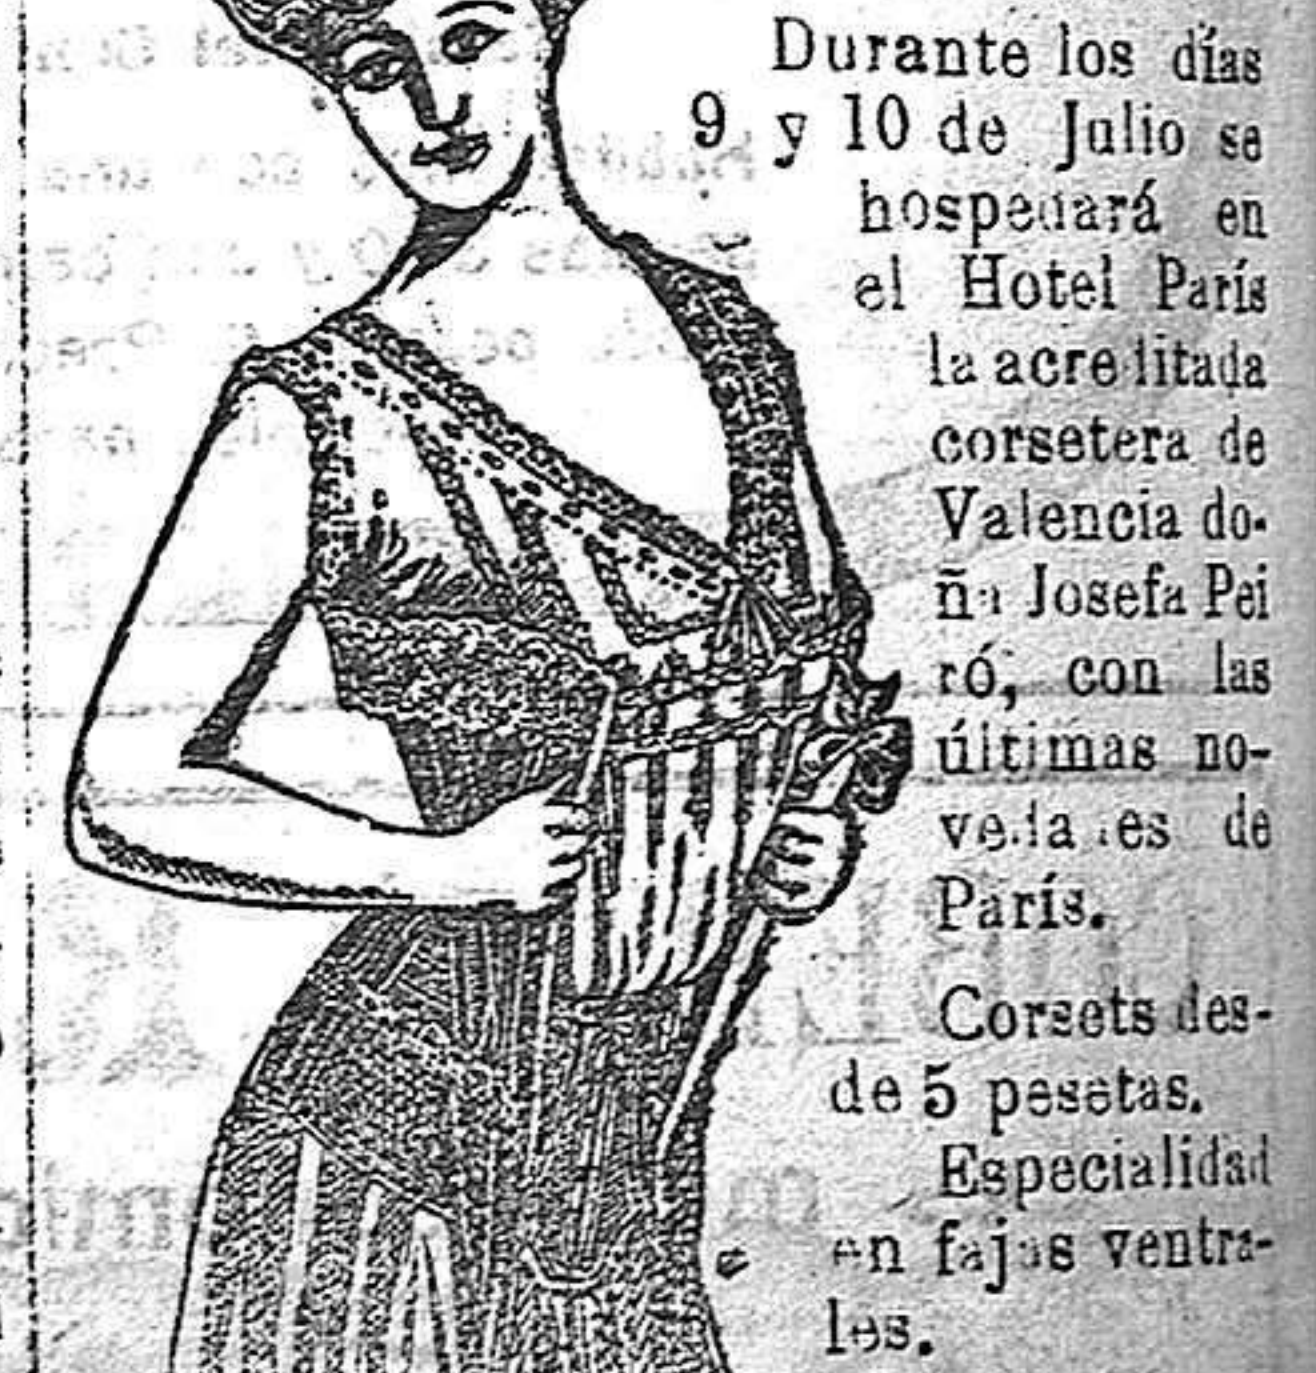 Durante los días
9 y 10 de Julio se
hospedará en
el Hotel París
la acreditada
corsetera de
Valencia do-
ña Josefa Pei
ró, con las
últimas no-
vedades de
París.
Corsets des-
de 5 pesetas.
Especialidad
en fajas ventra-
les.